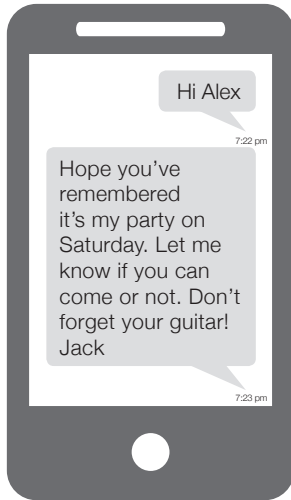 Hi Alex
7:22 pm
Hope you’ve
remembered
it’s my party on
Saturday. Let me
know if you can
come or not. Don’t
forget your guitar!
Jack
7:23 pm